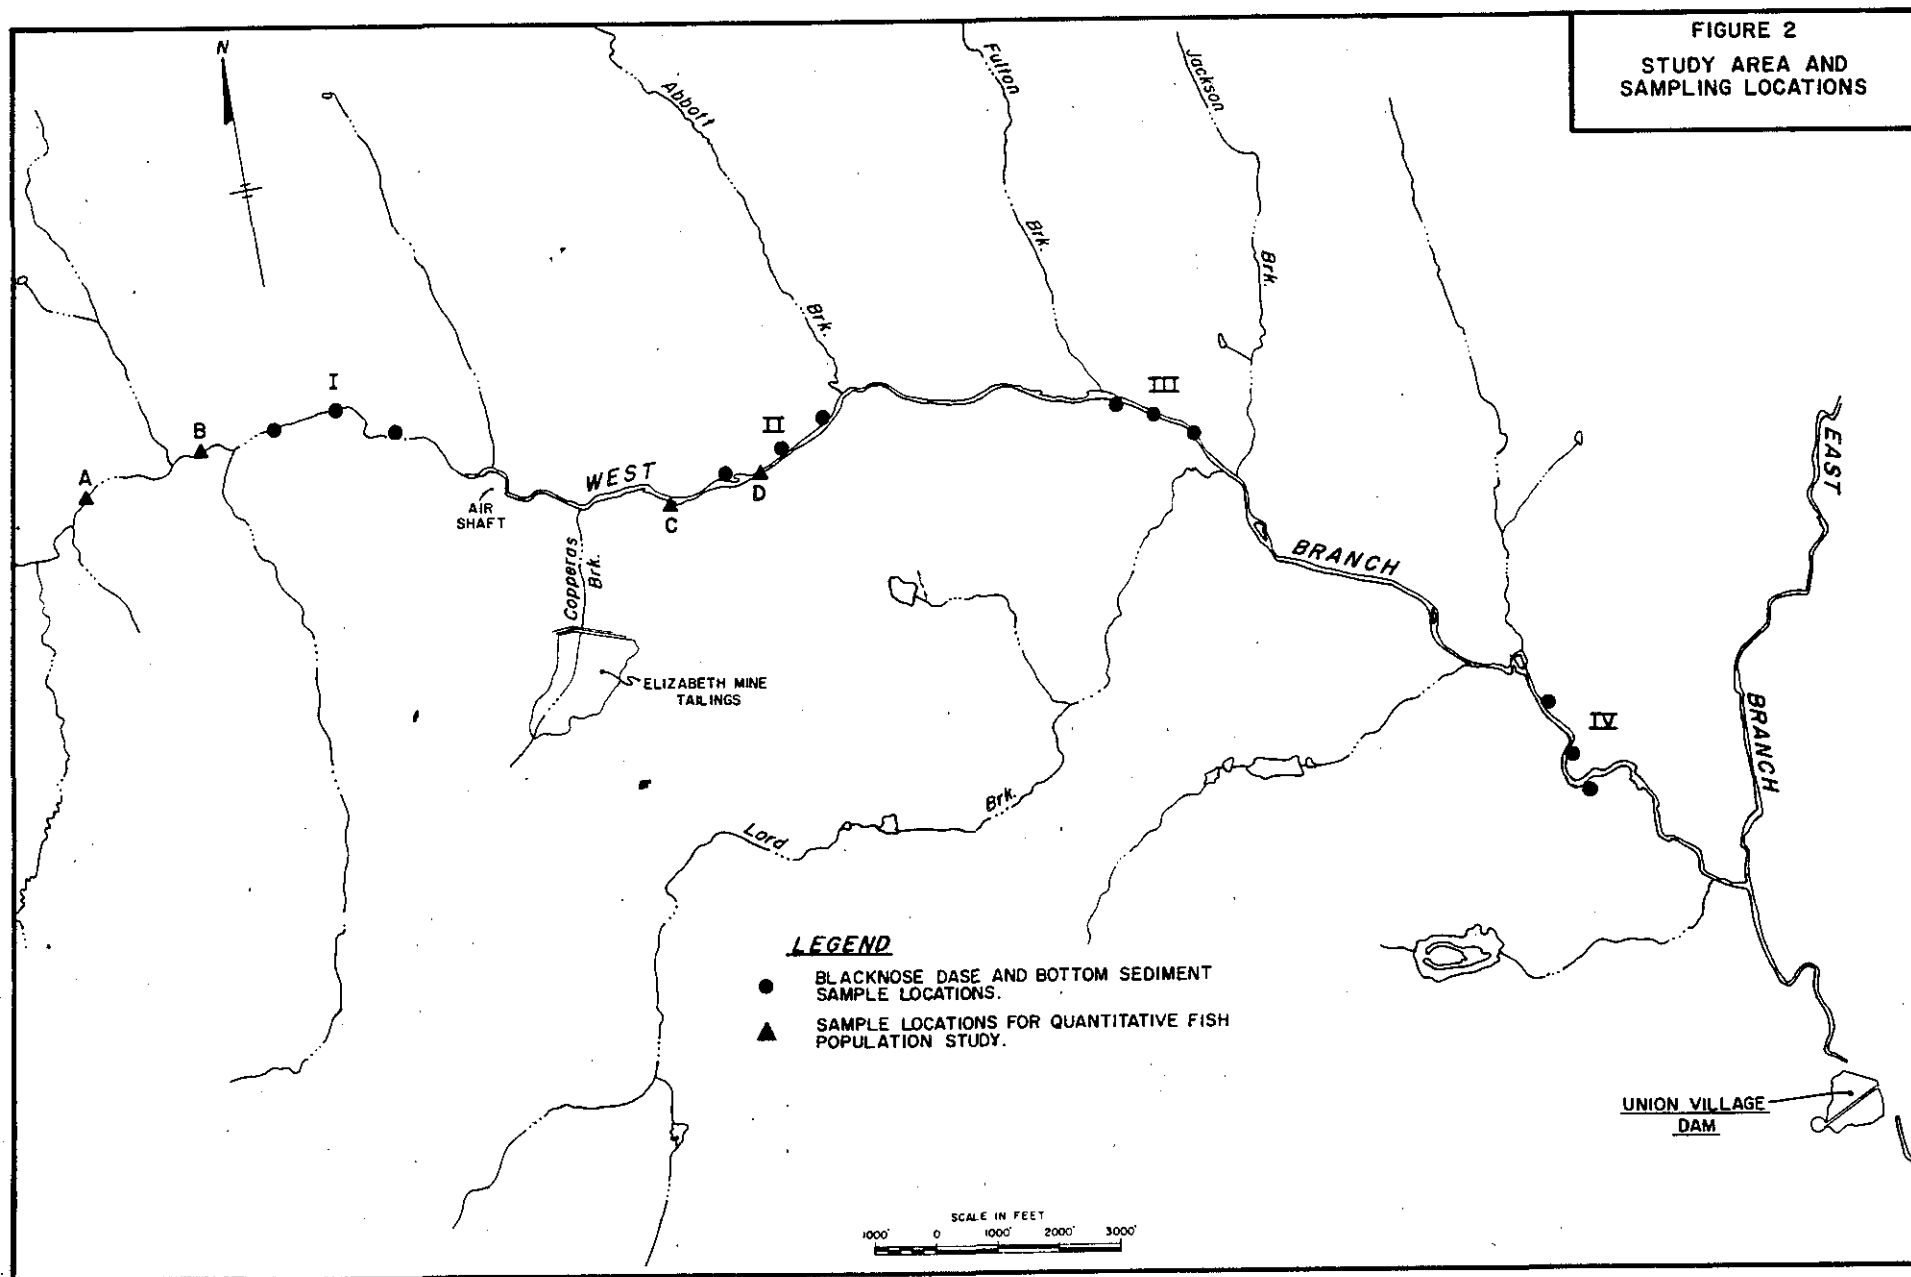 FIGURE 2
STUDY AREA AND
SAMPLING LOCATIONS
N
Abbott
Brk.
Fulton
Brk.
Jackson
Brk.
I
II
III
IV
A
B
C
D
AIR
SHAFT
WEST
BRANCH
EAST
BRANCH
Copperas
Brk.
ELIZABETH MINE
TAILINGS
Lord
Brk.
LEGEND
BLACKNOSE DASE AND BOTTOM SEDIMENT
SAMPLE LOCATIONS.
SAMPLE LOCATIONS FOR QUANTITATIVE FISH
POPULATION STUDY.
UNION VILLAGE
DAM
SCALE IN FEET
1000' 0 1000' 2000' 3000'